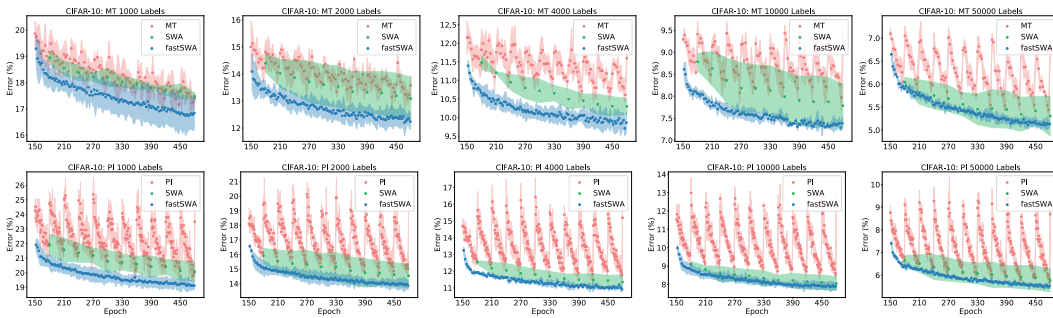 CIFAR-10: MT 1000 Labels
Error (%)
20
19
18
17
16
150 210 270 330 390 450
MT
SWA
fastSWA
CIFAR-10: MT 2000 Labels
Error (%)
16
15
14
13
12
150 210 270 330 390 450
MT
SWA
fastSWA
CIFAR-10: MT 4000 Labels
Error (%)
12.5
12.0
11.5
11.0
10.5
10.0
9.5
150 210 270 330 390 450
MT
SWA
fastSWA
CIFAR-10: MT 10000 Labels
Error (%)
9.5
9.0
8.5
8.0
7.5
7.0
150 210 270 330 390 450
MT
SWA
fastSWA
CIFAR-10: MT 50000 Labels
Error (%)
7.0
6.5
6.0
5.5
5.0
150 210 270 330 390 450
MT
SWA
fastSWA
CIFAR-10: PI 1000 Labels
Error (%)
26
25
24
23
22
21
20
19
150 210 270 330 390 450
Epoch
PI
SWA
fastSWA
CIFAR-10: PI 2000 Labels
Error (%)
21
20
19
18
17
16
15
14
150 210 270 330 390 450
Epoch
PI
SWA
fastSWA
CIFAR-10: PI 4000 Labels
Error (%)
17
16
15
14
13
12
11
150 210 270 330 390 450
Epoch
PI
SWA
fastSWA
CIFAR-10: PI 10000 Labels
Error (%)
14
13
12
11
10
9
8
150 210 270 330 390 450
Epoch
PI
SWA
fastSWA
CIFAR-10: PI 50000 Labels
Error (%)
10
9
8
7
6
150 210 270 330 390 450
Epoch
PI
SWA
fastSWA